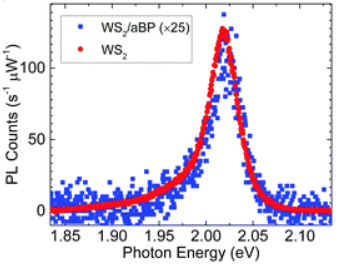 WS2/aBP (×25)
WS2
PL Counts (s-1 μW-1)
100
50
0
1.85 1.90 1.95 2.00 2.05 2.10
Photon Energy (eV)